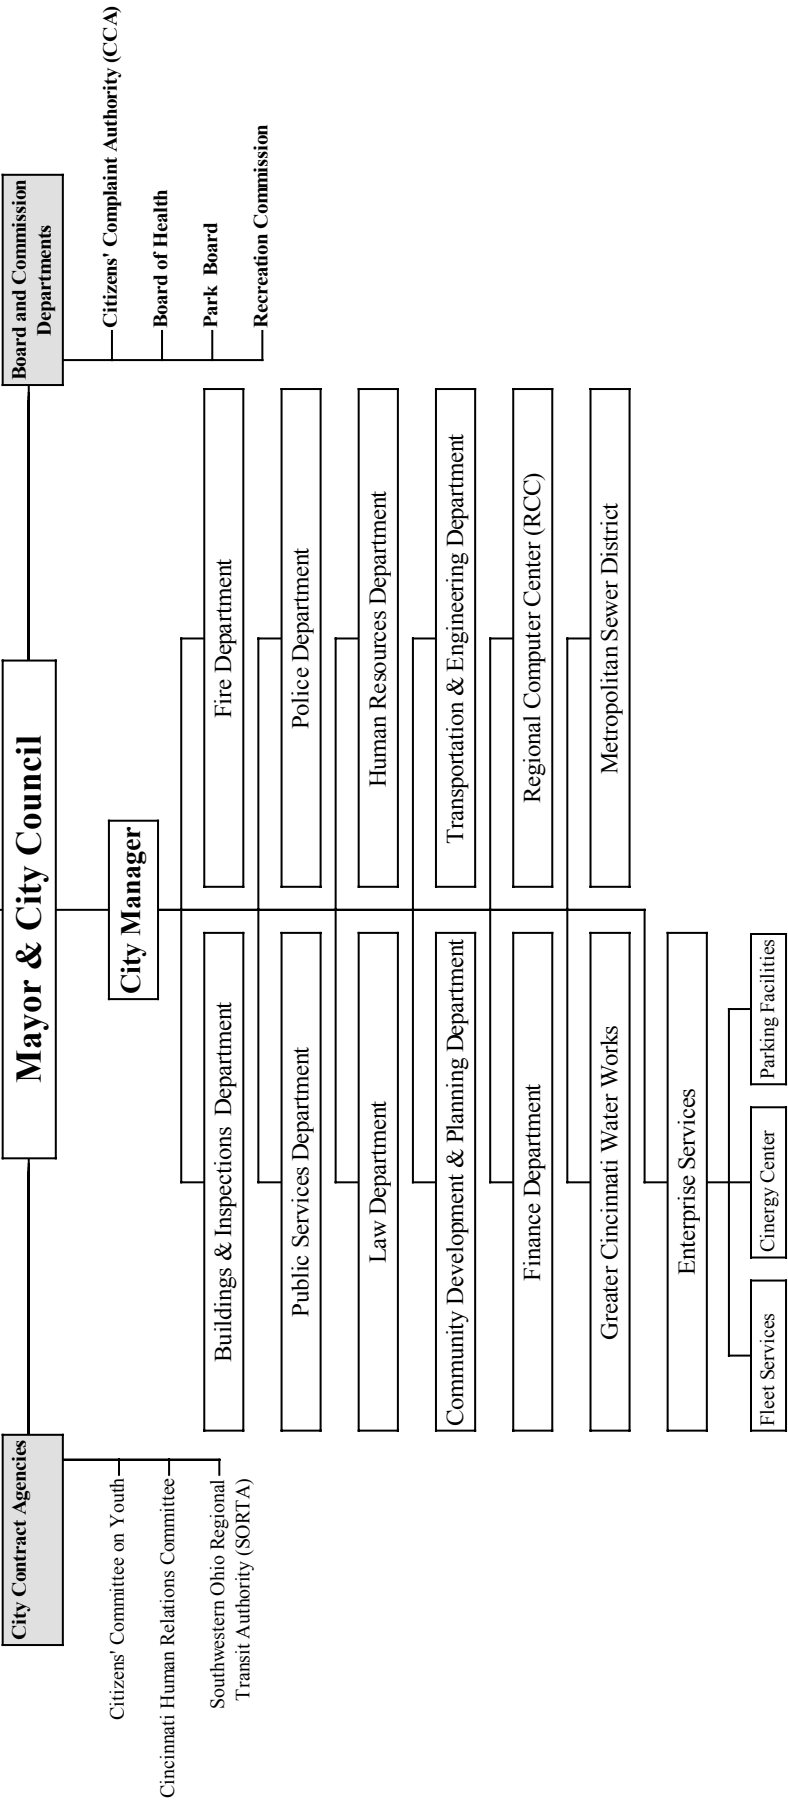 Mayor & City Council
City Contract Agencies
Citizens' Committee on Youth
Cincinnati Human Relations Committee
Southwestern Ohio Regional
Transit Authority (SORTA)
Board and Commission
Departments
Citizens' Complaint Authority (CCA)
Board of Health
Park Board
Recreation Commission
City Manager
Buildings & Inspections Department
Fire Department
Public Services Department
Police Department
Law Department
Human Resources Department
Community Development & Planning Department
Transportation & Engineering Department
Finance Department
Regional Computer Center (RCC)
Greater Cincinnati Water Works
Metropolitan Sewer District
Enterprise Services
Fleet Services
Cinergy Center
Parking Facilities